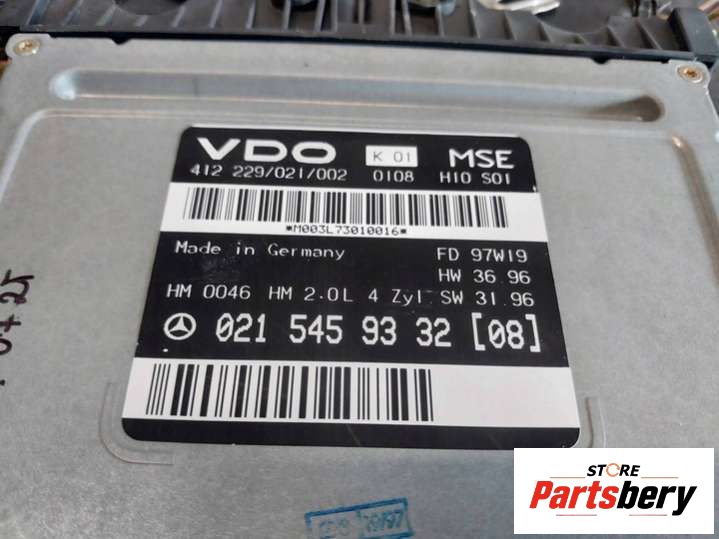 VDO K 01 MSE
412 229/021/002 0108 H10 S01
*M003L73010016*
Made in Germany FD 97W19
HW 36.96
HM 0046 HM 2.0L 4 Zyl SW 31.96
021 545 93 32 [08]
STORE
Partsbery